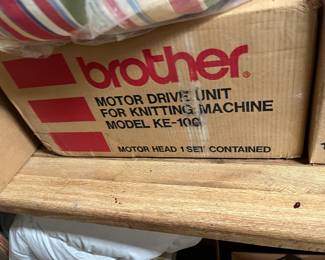 brother®
MOTOR DRIVE UNIT
FOR KNITTING MACHINE
MODEL KE-100
MOTOR HEAD 1 SET CONTAINED